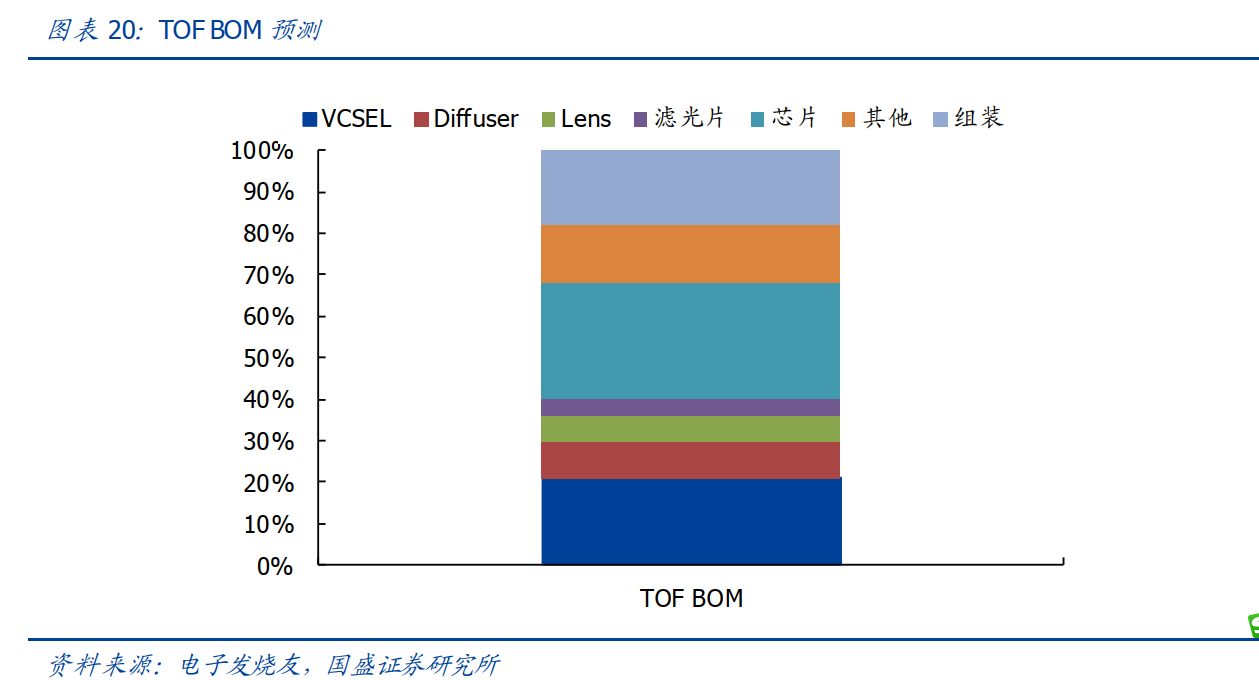 图表 20：TOF BOM 预测
VCSEL Diffuser Lens 滤光片 芯片 其他 组装
100%
90%
80%
70%
60%
50%
40%
30%
20%
10%
0%
TOF BOM
资料来源：电子发烧友，国盛证券研究所